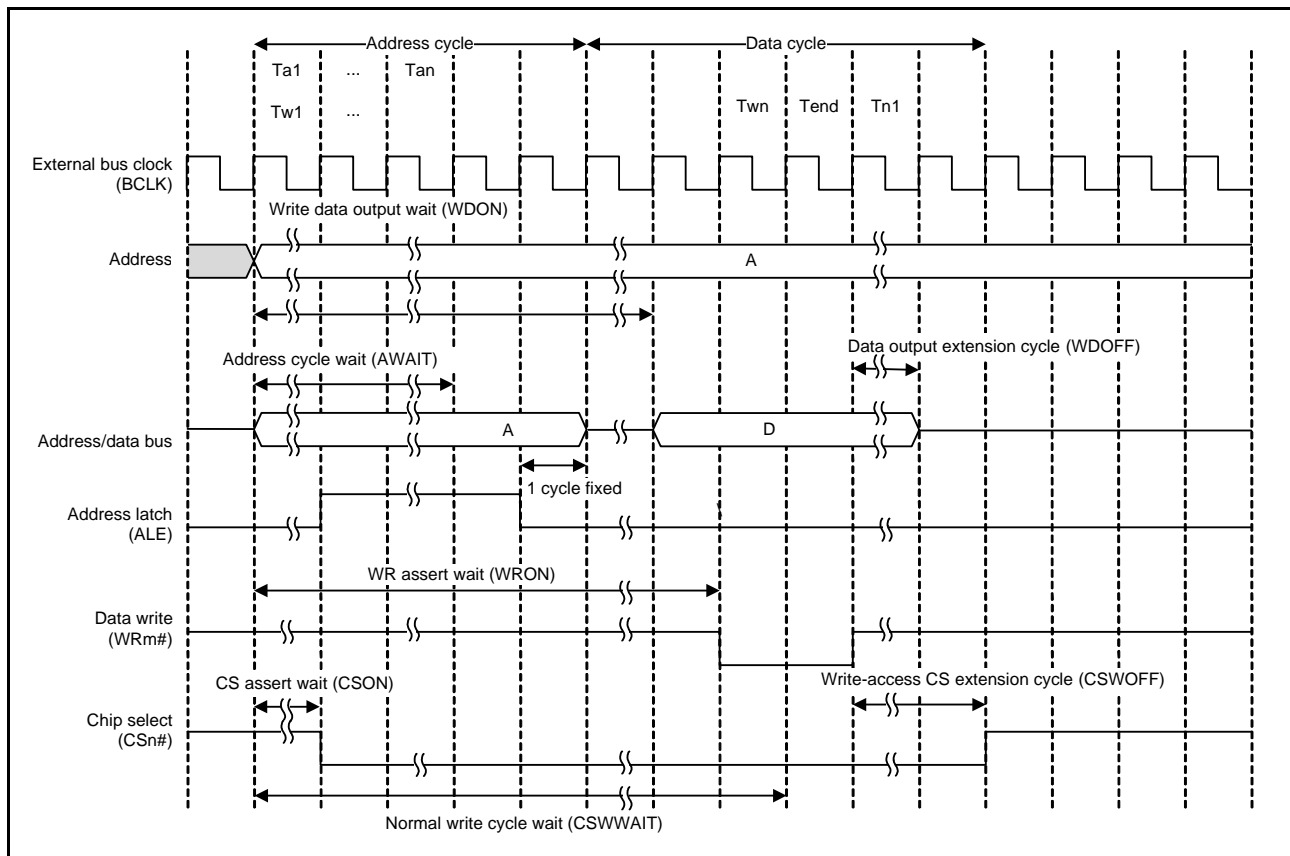 Address cycle
Data cycle
Ta1
...
Tan
Twn
Tend
Tn1
Tw1
...
External bus clock
(BCLK)
Write data output wait (WDON)
Address
A
Address cycle wait (AWAIT)
Data output extension cycle (WDOFF)
Address/data bus
A
D
1 cycle fixed
Address latch
(ALE)
WR assert wait (WRON)
Data write
(WRm#)
CS assert wait (CSON)
Write-access CS extension cycle (CSWOFF)
Chip select
(CSn#)
Normal write cycle wait (CSWWAIT)